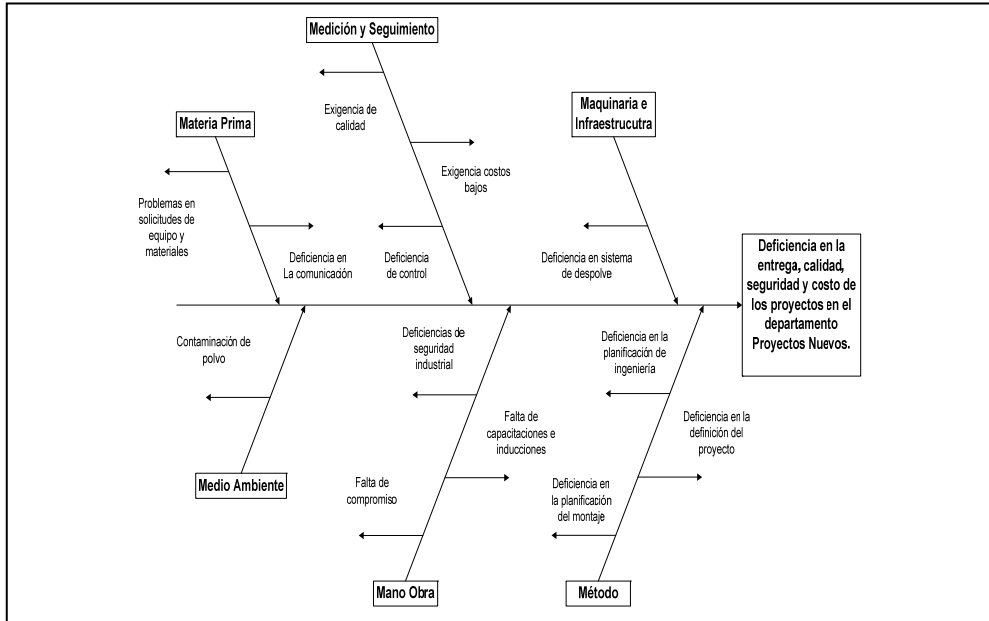 Medición y Seguimiento
Exigencia de
calidad
Exigencia costos
bajos
Deficiencia
de control
Maquinaria e
Infraestrucutra
Deficiencia en sistema
de despolve
Materia Prima
Problemas en
solicitudes de
equipo y
materiales
Deficiencia en
La comunicación
Deficiencia en la
entrega, calidad,
seguridad y costo de
los proyectos en el
departamento
Proyectos Nuevos.
Contaminación de
polvo
Medio Ambiente
Deficiencias de
seguridad
industrial
Falta de
capacitaciones e
inducciones
Falta de
compromiso
Mano Obra
Deficiencia en la
planificación de
ingeniería
Deficiencia en la
definición del
proyecto
Deficiencia en
la planificación
del montaje
Método